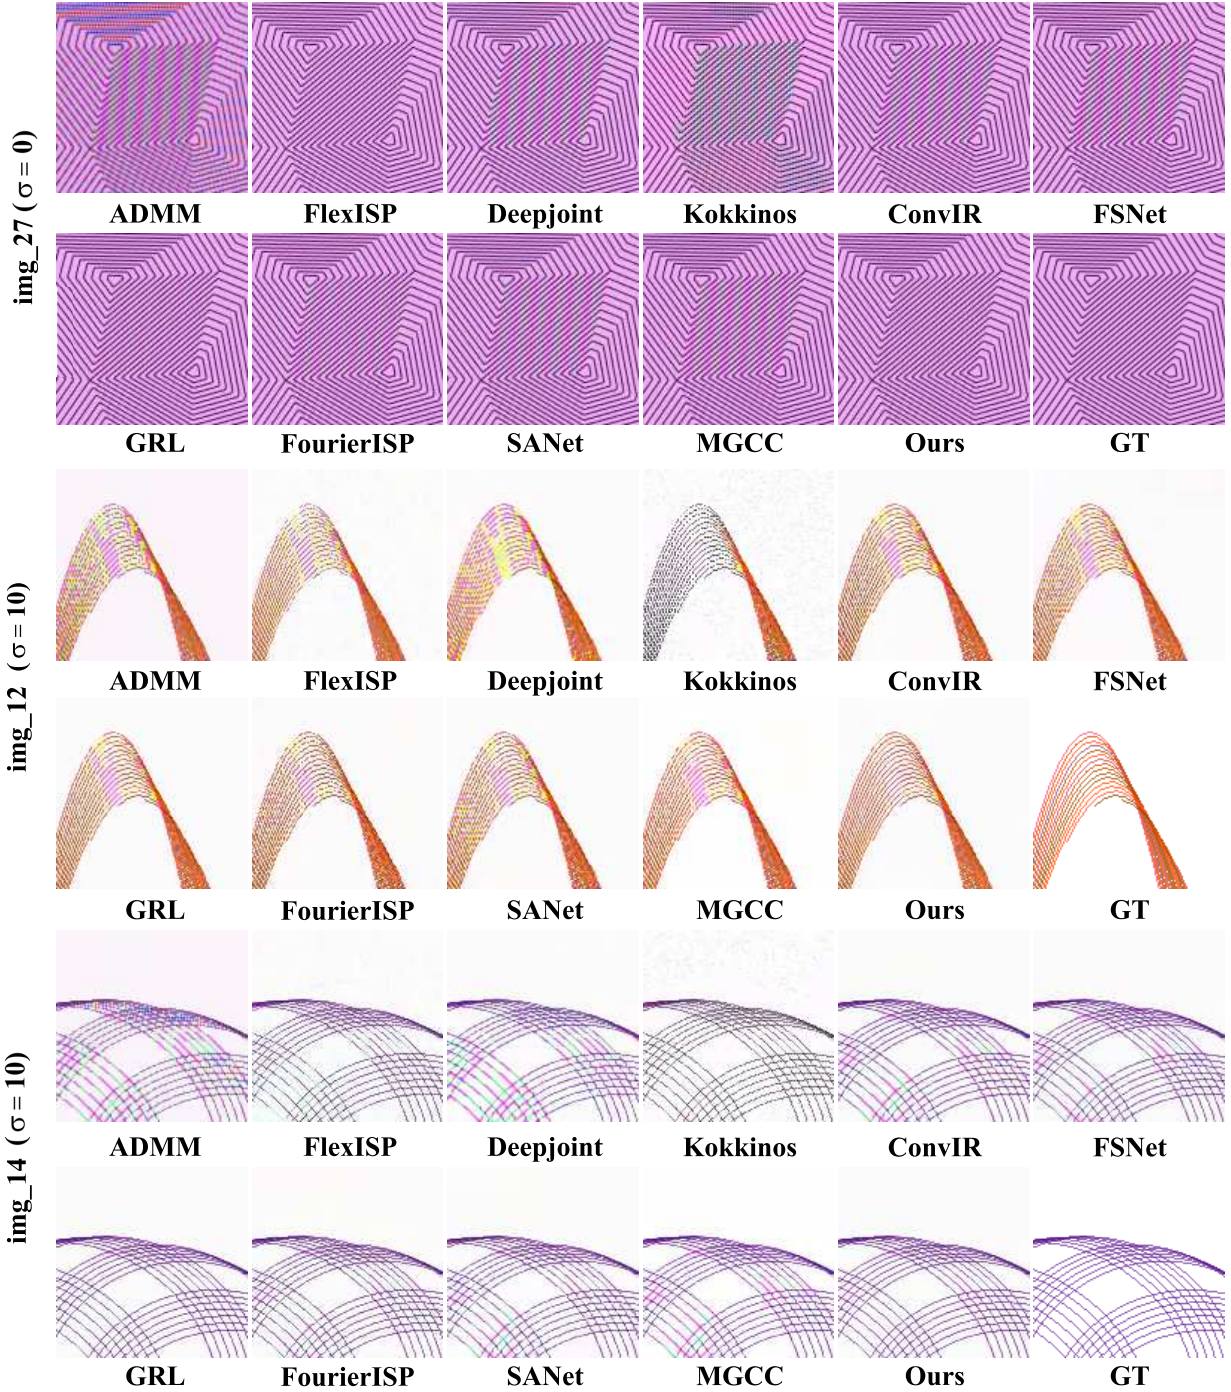 img_27 (σ = 0)
ADMM FlexISP Deepjoint Kokkinos ConvIR FSNet
GRL FourierISP SANet MGCC Ours GT
img_12 (σ = 10)
ADMM FlexISP Deepjoint Kokkinos ConvIR FSNet
GRL FourierISP SANet MGCC Ours GT
img_14 (σ = 10)
ADMM FlexISP Deepjoint Kokkinos ConvIR FSNet
GRL FourierISP SANet MGCC Ours GT